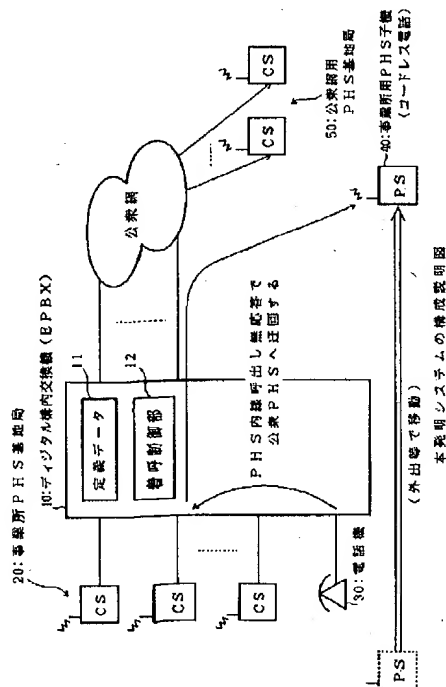 20:事業所PHS基地局
10:ディジタル構内交換機(EPBX)
11
定義データ
12
着呼制御部
公衆網
CS
CS
CS
CS
CS
50:公衆網用
PHS基地局
PHS内線呼出し無応答で
公衆PHSへ迂回する
30:電話機
40:事業所用PHS子機
(コードレス電話)
PS
PS
(外出等で移動)
本発明システムの構成説明図